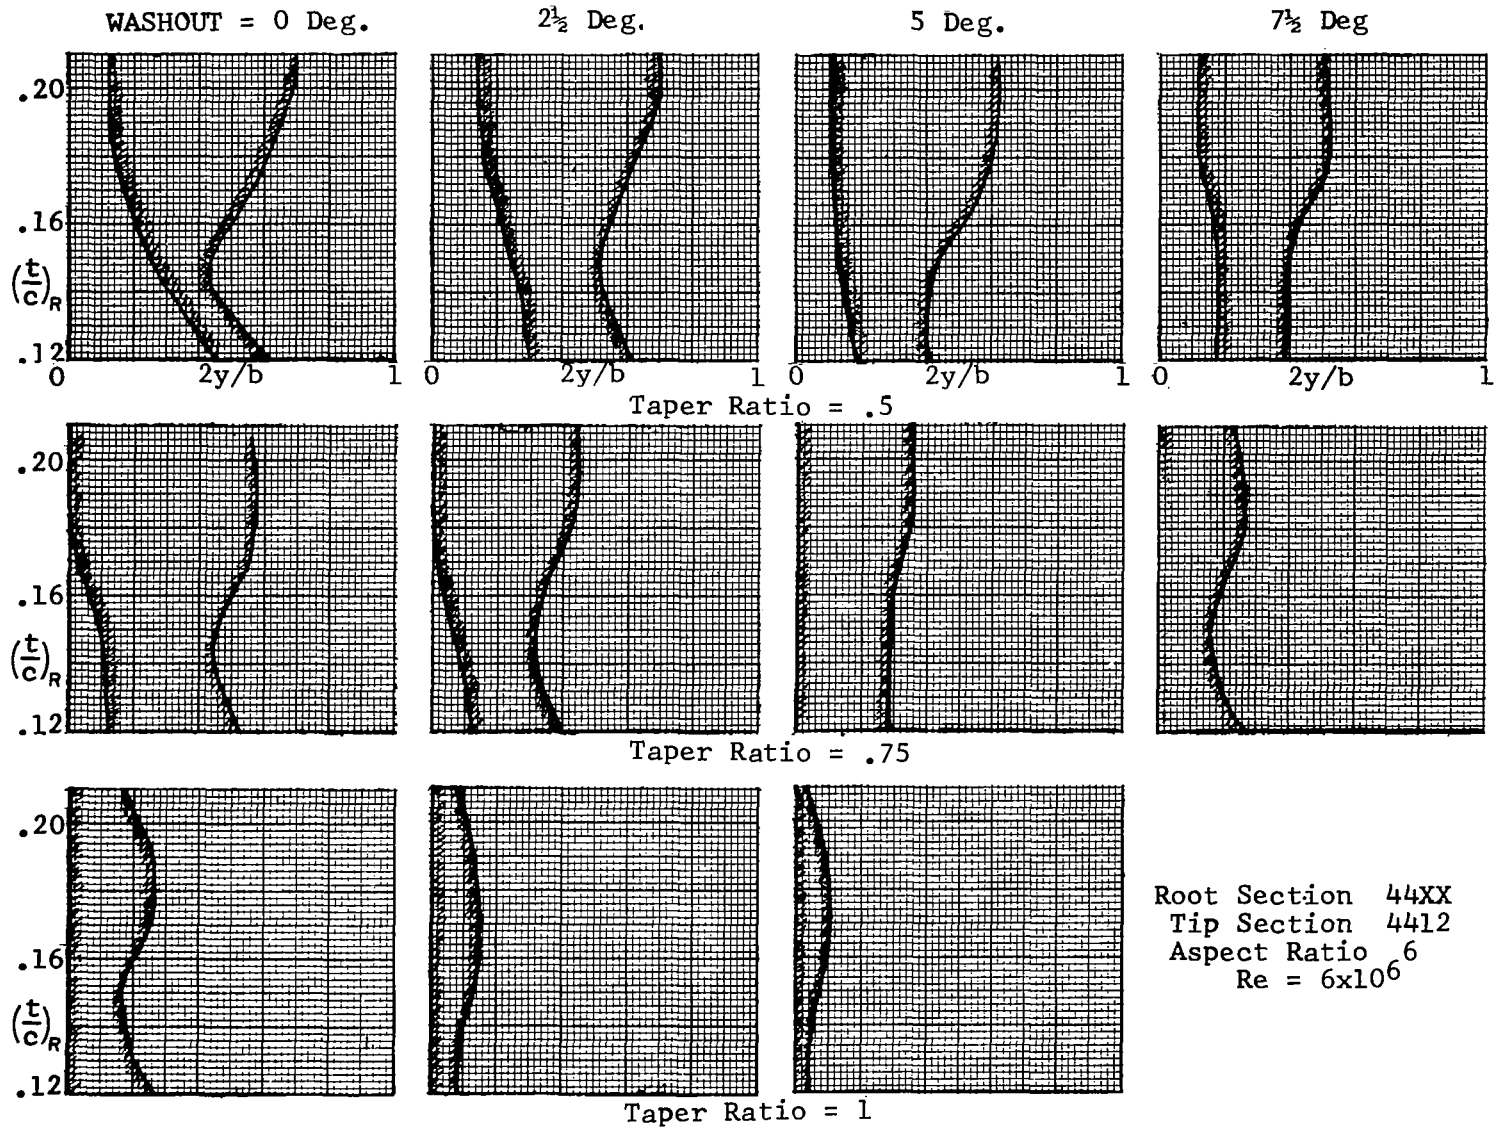 WASHOUT = 0 Deg. 2½ Deg. 5 Deg. 7½ Deg
.20
.16
(t/c)R
.12
0 2y/b 1 0 2y/b 1 0 2y/b 1 0 2y/b 1
Taper Ratio = .5
.20
.16
(t/c)R
.12
Taper Ratio = .75
.20
.16
(t/c)R
.12
Root Section 44XX
Tip Section 4412
Aspect Ratio 6
Re = 6x10⁶
Taper Ratio = 1